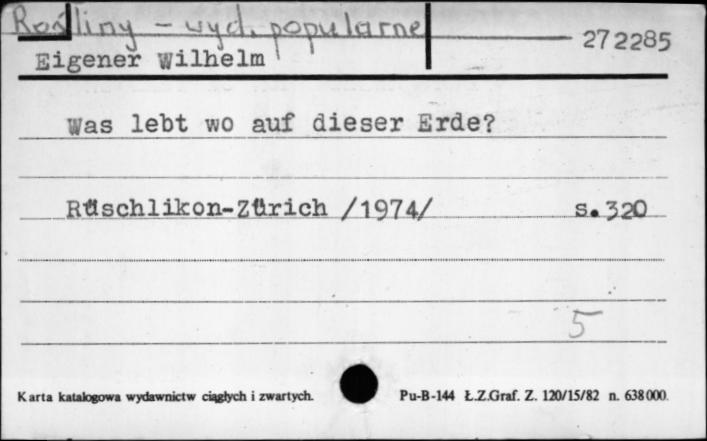 Rośliny - wyd. popularne
272285
Eigener Wilhelm
Was lebt wo auf dieser Erde?
Rüschlikon-Zürich /1974/ s.320
5
Karta katalogowa wydawnictw ciągłych i zwartych. Pu-B-144 Ł.Z.Graf. Z. 120/15/82 n. 638000.